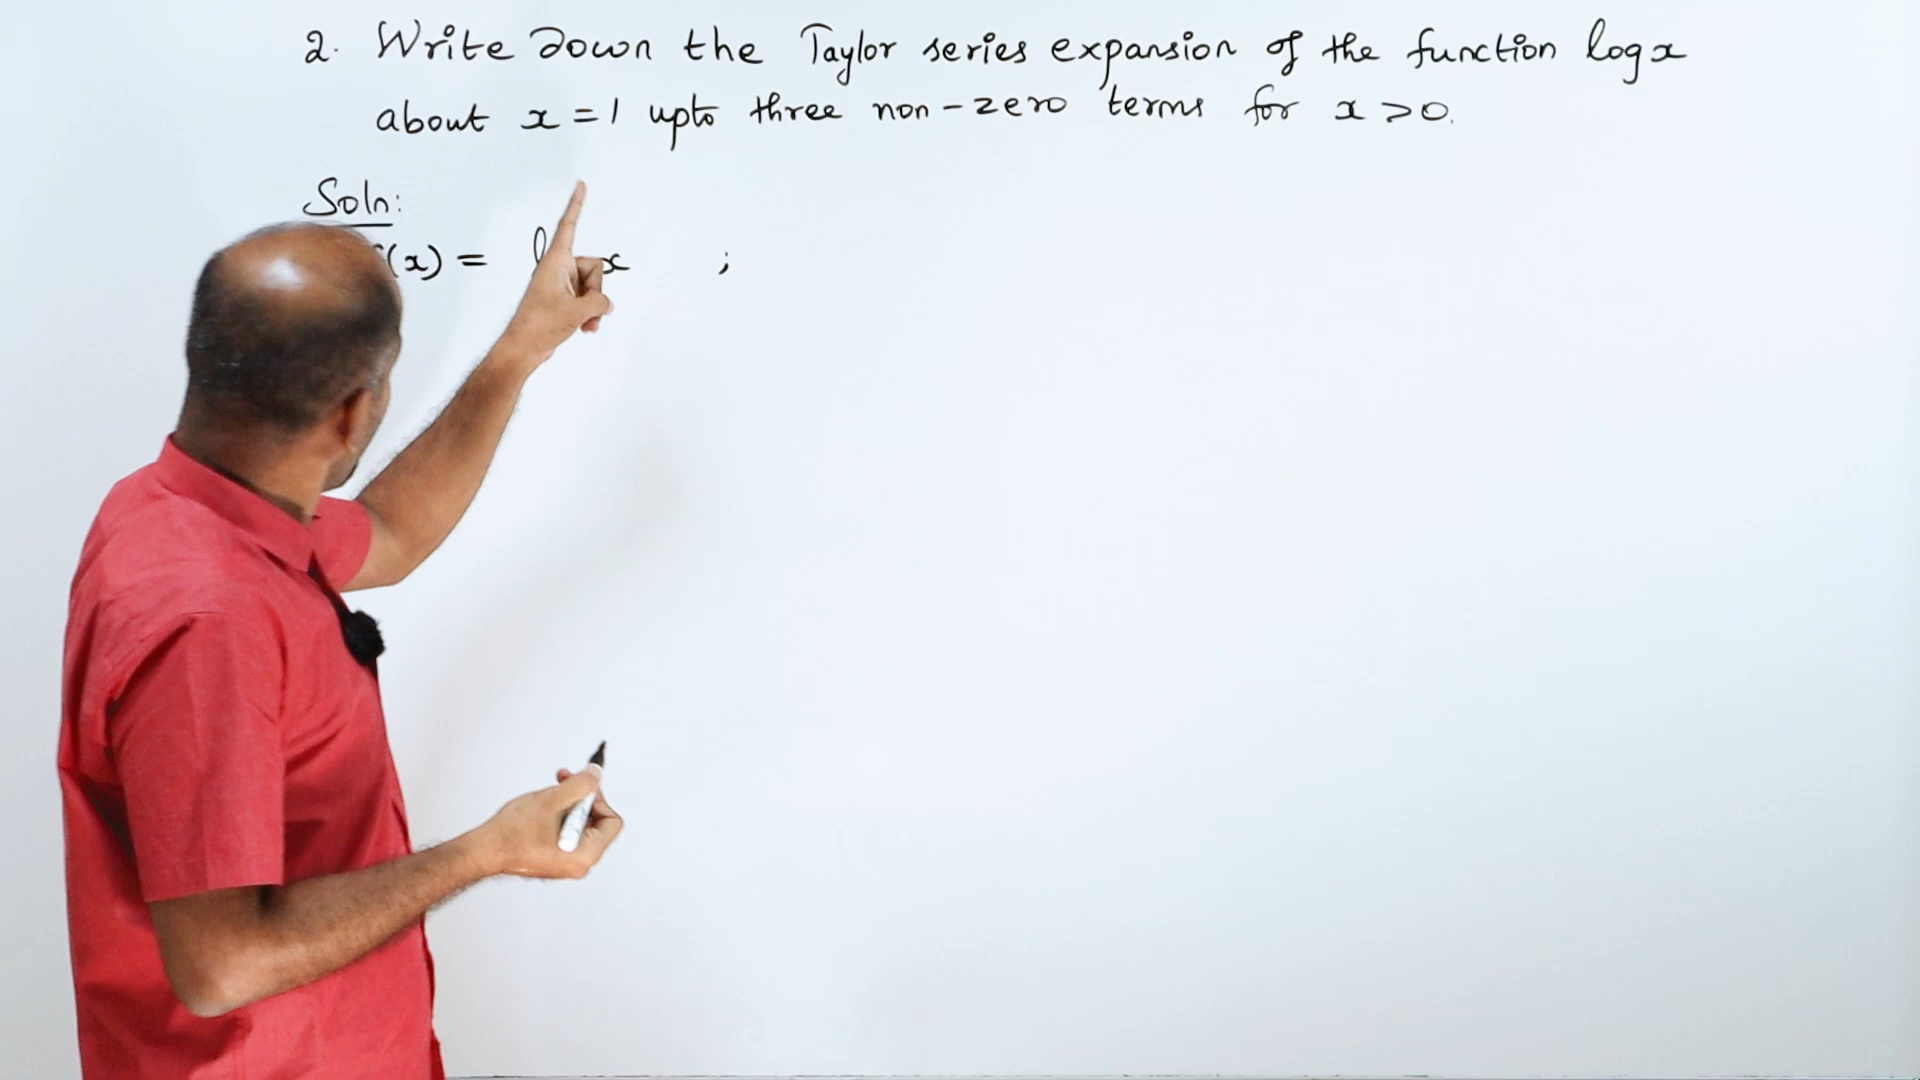 2. Write down the Taylor series expansion of the function log x
about x = 1 upto three non-zero terms for x > 0.
Soln:
(x) = x ;